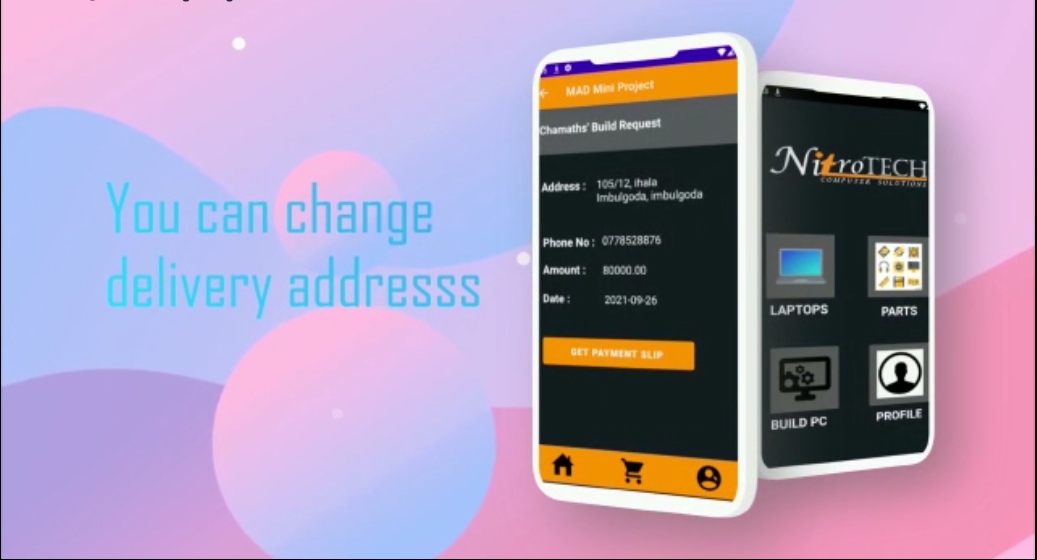 You can change
delivery addresss
MAD Mini Project
Chamaths' Build Request
Address : 105/12, ihala
Imbulgoda, imbulgoda
Phone No : 0778528876
Amount : 80000.00
Date : 2021-09-26
GET PAYMENT SLIP
NitroTECH
COMPUTER SOLUTIONS
LAPTOPS PARTS
BUILD PC PROFILE